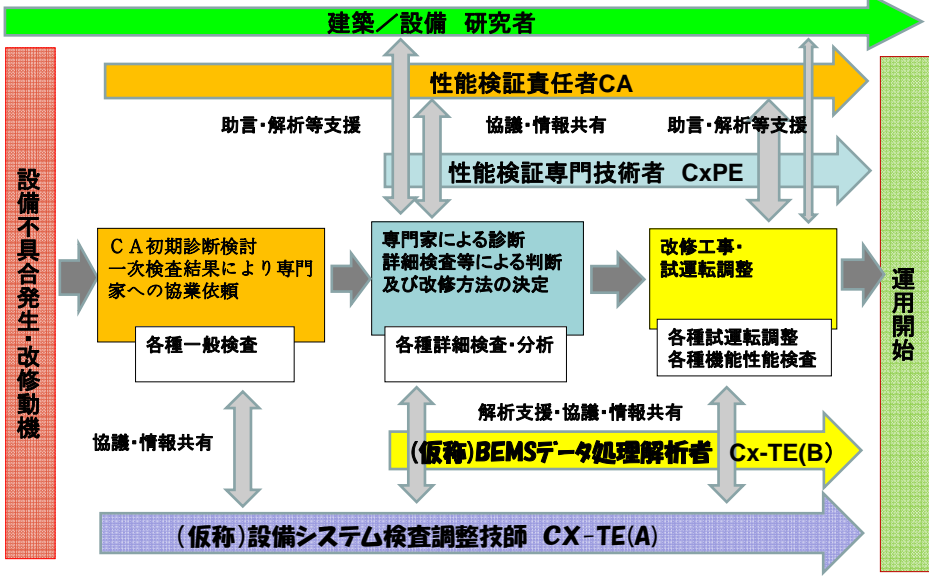 建築／設備　研究者
性能検証責任者CA
助言・解析等支援
協議・情報共有
助言・解析等支援
性能検証専門技術者　CxPE
設備不具合発生・改修動機
ＣＡ初期診断検討
一次検査結果により専門
家への協業依頼
各種一般検査
専門家による診断
詳細検査等による判断
及び改修方法の決定
各種詳細検査・分析
改修工事・
試運転調整
各種試運転調整
各種機能性能検査
運用開始
協議・情報共有
解析支援・協議・情報共有
(仮称)BEMSデータ処理解析者　Cx-TE(B）
(仮称)設備システム検査調整技師　CX-TE(A)